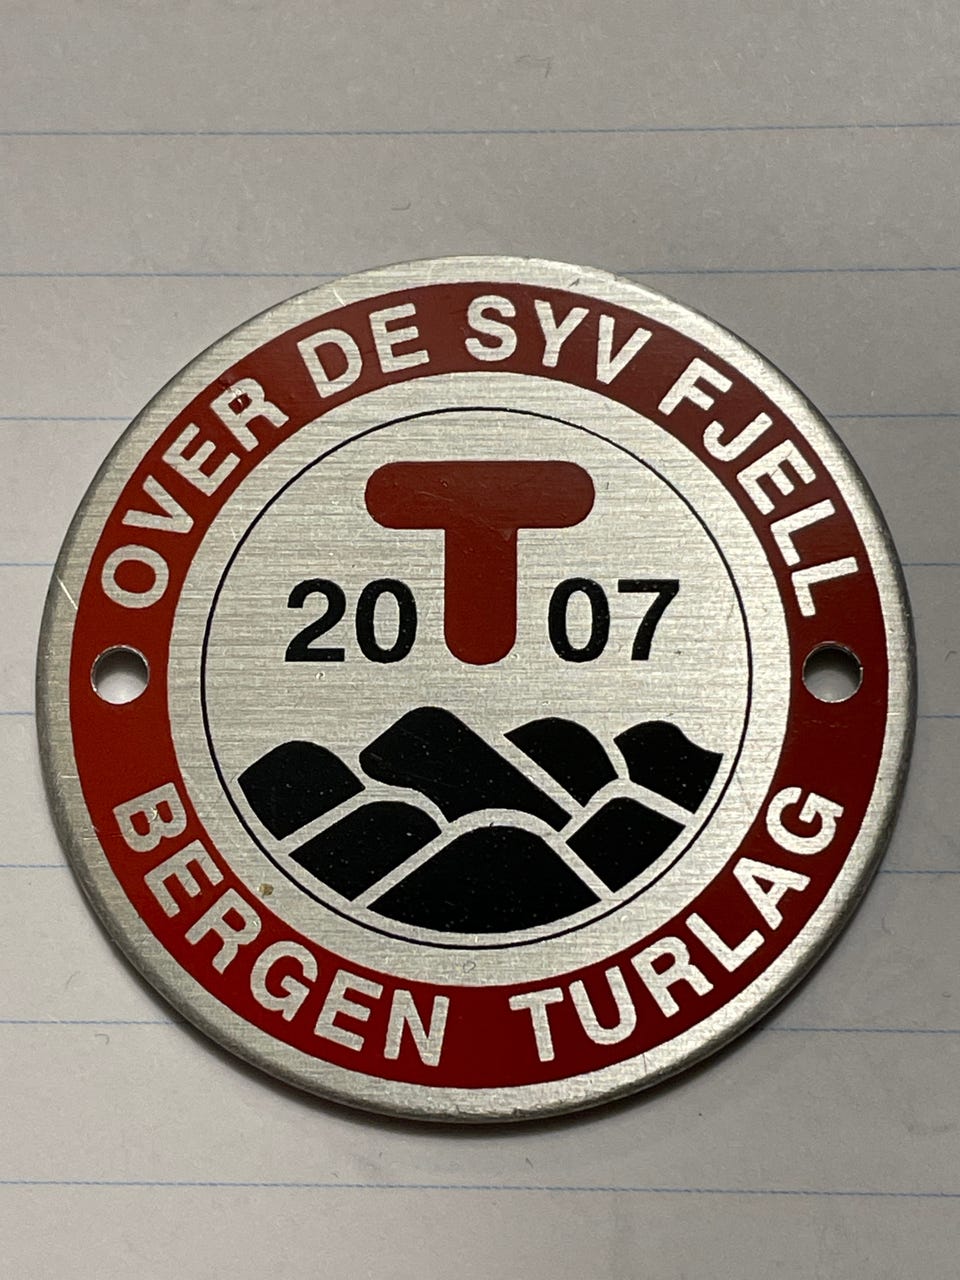 OVER DE SYV FJELL
T
2007
BERGEN TURLAG